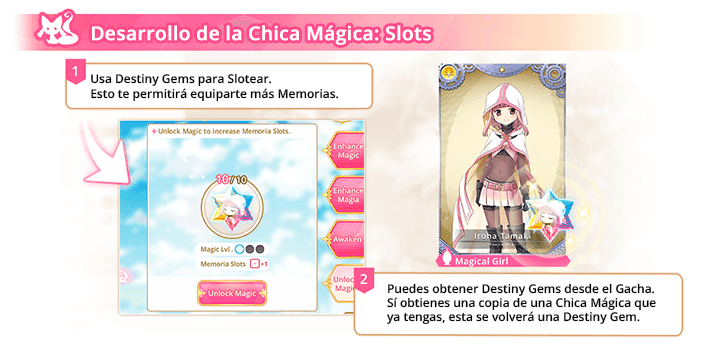 Desarrollo de la Chica Mágica: Slots
1
Usa Destiny Gems para Slotear.
Esto te permitirá equiparte más Memorias.
Unlock Magic to increase Memoria Slots.
10/10
Magic Lvl.
Memoria Slots - +1
Unlock Magic
Enhance
Magic
Enhance
Magia
Awaken
Unlock
Magic
Iroha Tamaki
Magical Girl
2
Puedes obtener Destiny Gems desde el Gacha.
Sí obtienes una copia de una Chica Mágica que
ya tengas, esta se volverá una Destiny Gem.